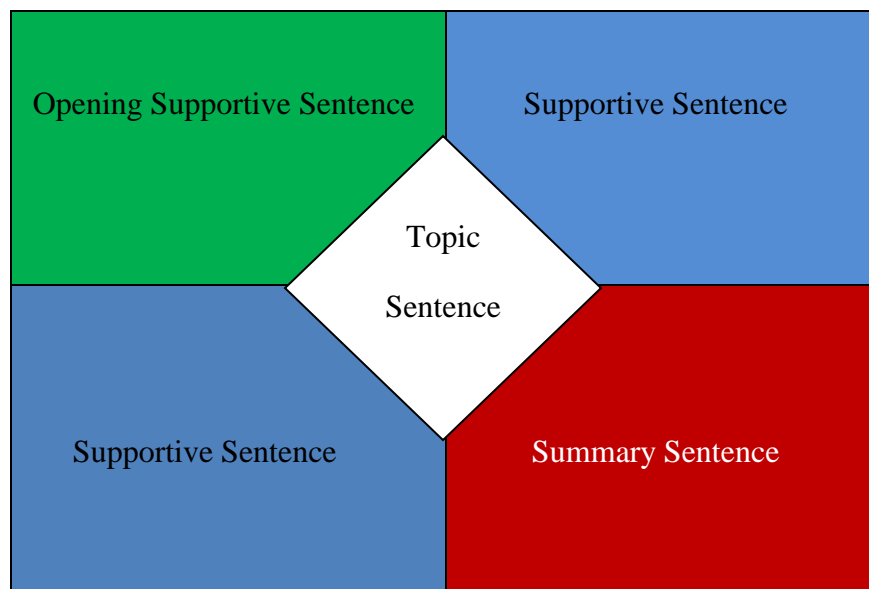 Opening Supportive Sentence
Supportive Sentence
Topic
Sentence
Supportive Sentence
Summary Sentence